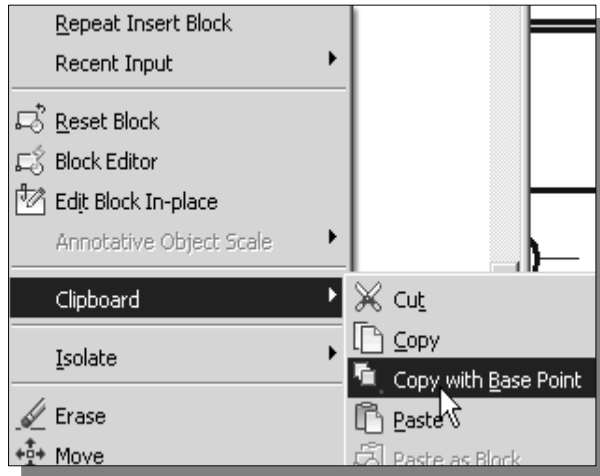 Repeat Insert Block
Recent Input
Reset Block
Block Editor
Edit Block In-place
Annotative Object Scale
Clipboard
Isolate
Erase
Move
Cut
Copy
Copy with Base Point
Paste
Paste as Block